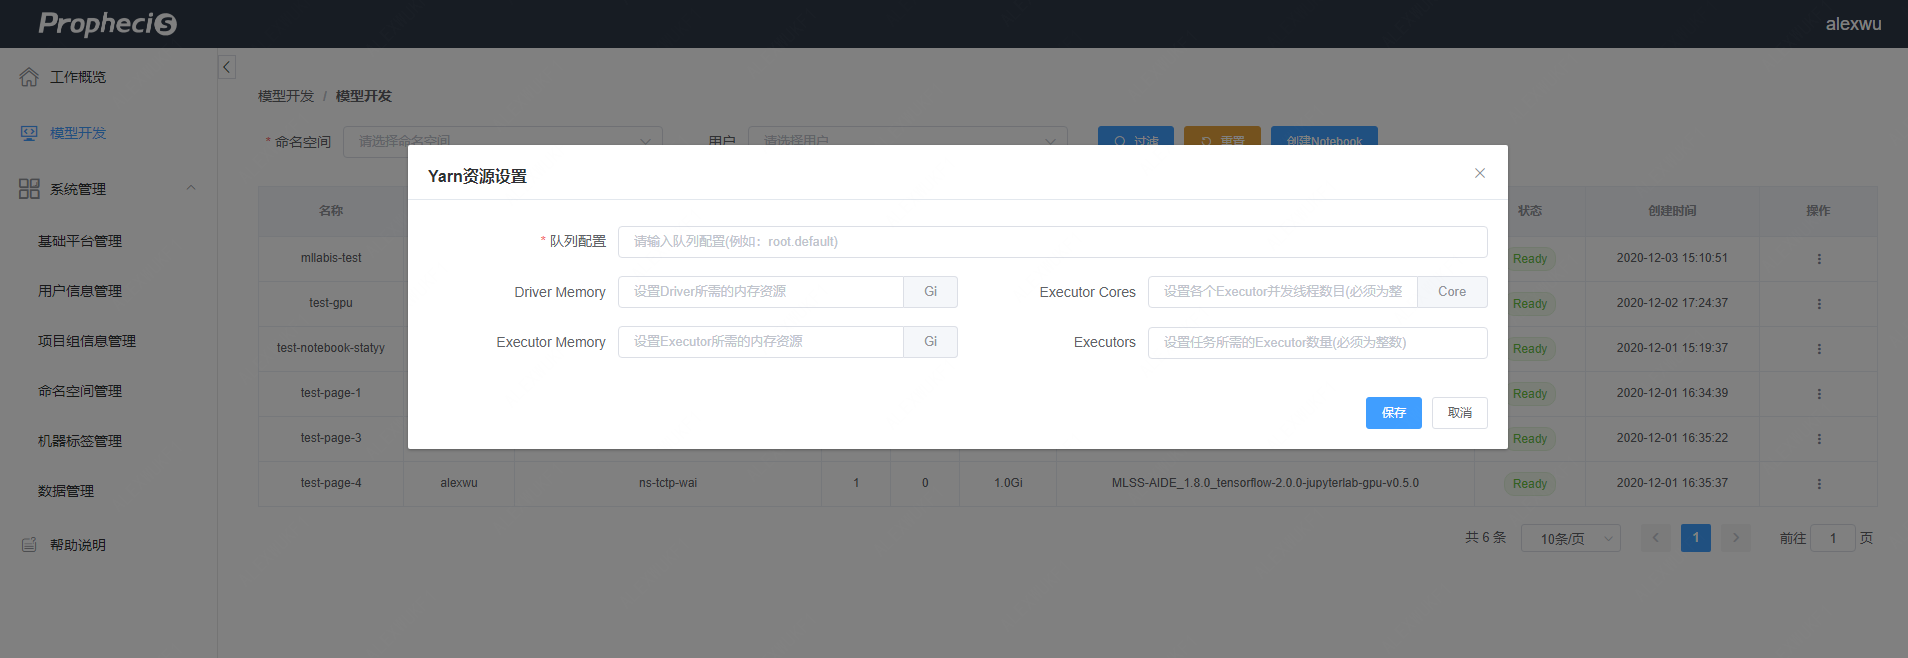 PropheciS
alexwu
工作概览
模型开发
系统管理
基础平台管理
用户信息管理
项目组信息管理
命名空间管理
机器标签管理
数据管理
帮助说明
模型开发 / 模型开发
* 命名空间 请选择命名空间 用户 请选择用户 过滤 重置 创建Notebook
Yarn资源设置
* 队列配置 请输入队列配置(例如：root.default)
Driver Memory 设置Driver所需的内存资源 Gi Executor Cores 设置各个Executor并发线程数目(必须为整 Core
Executor Memory 设置Executor所需的内存资源 Gi Executors 设置任务所需的Executor数量(必须为整数)
保存 取消
名称 状态 创建时间 操作
mllabis-test Ready 2020-12-03 15:10:51
test-gpu Ready 2020-12-02 17:24:37
test-notebook-statyy Ready 2020-12-01 15:19:37
test-page-1 Ready 2020-12-01 16:34:39
test-page-3 Ready 2020-12-01 16:35:22
test-page-4 alexwu ns-tctp-wai 1 0 1.0Gi MLSS-AIDE_1.8.0_tensorflow-2.0.0-jupyterlab-gpu-v0.5.0 Ready 2020-12-01 16:35:37
共 6 条 10条/页 1 前往 1 页